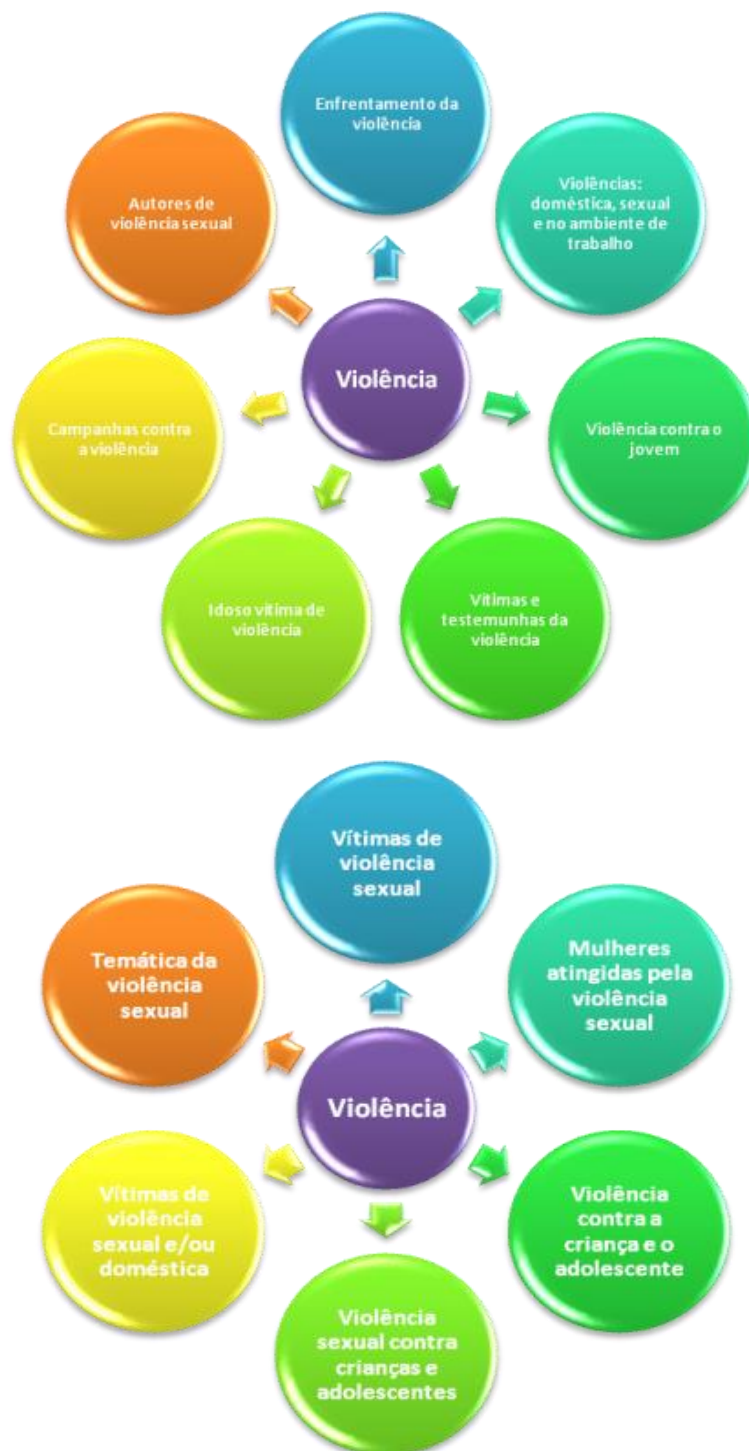 Enfrentamento da
violência
Autores de
violência sexual
Violências:
doméstica, sexual
e no ambiente de
trabalho
Violência
Campanhas contra
a violência
Violência contra o
jovem
Idoso vítima de
violência
Vítimas e
testemunhas da
violência
Vítimas de
violência
sexual
Temática da
violência
sexual
Mulheres
atingidas pela
violência
sexual
Violência
Vítimas de
violência
sexual e/ou
doméstica
Violência
contra a
criança e o
adolescente
Violência
sexual contra
crianças e
adolescentes